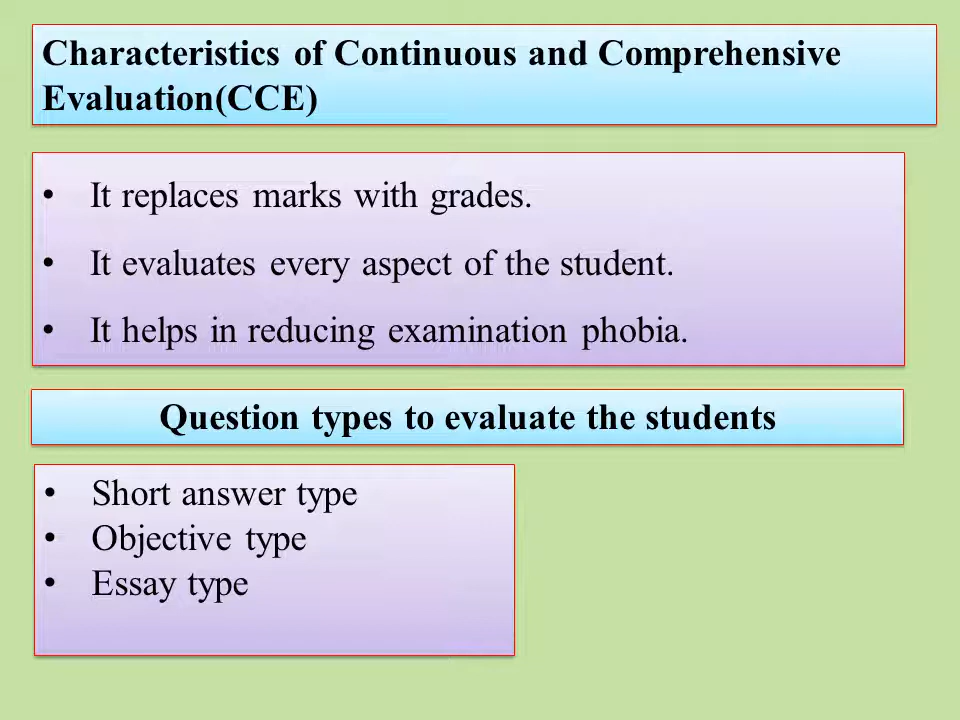 Characteristics of Continuous and Comprehensive
Evaluation(CCE)
• It replaces marks with grades.
• It evaluates every aspect of the student.
• It helps in reducing examination phobia.
Question types to evaluate the students
• Short answer type
• Objective type
• Essay type